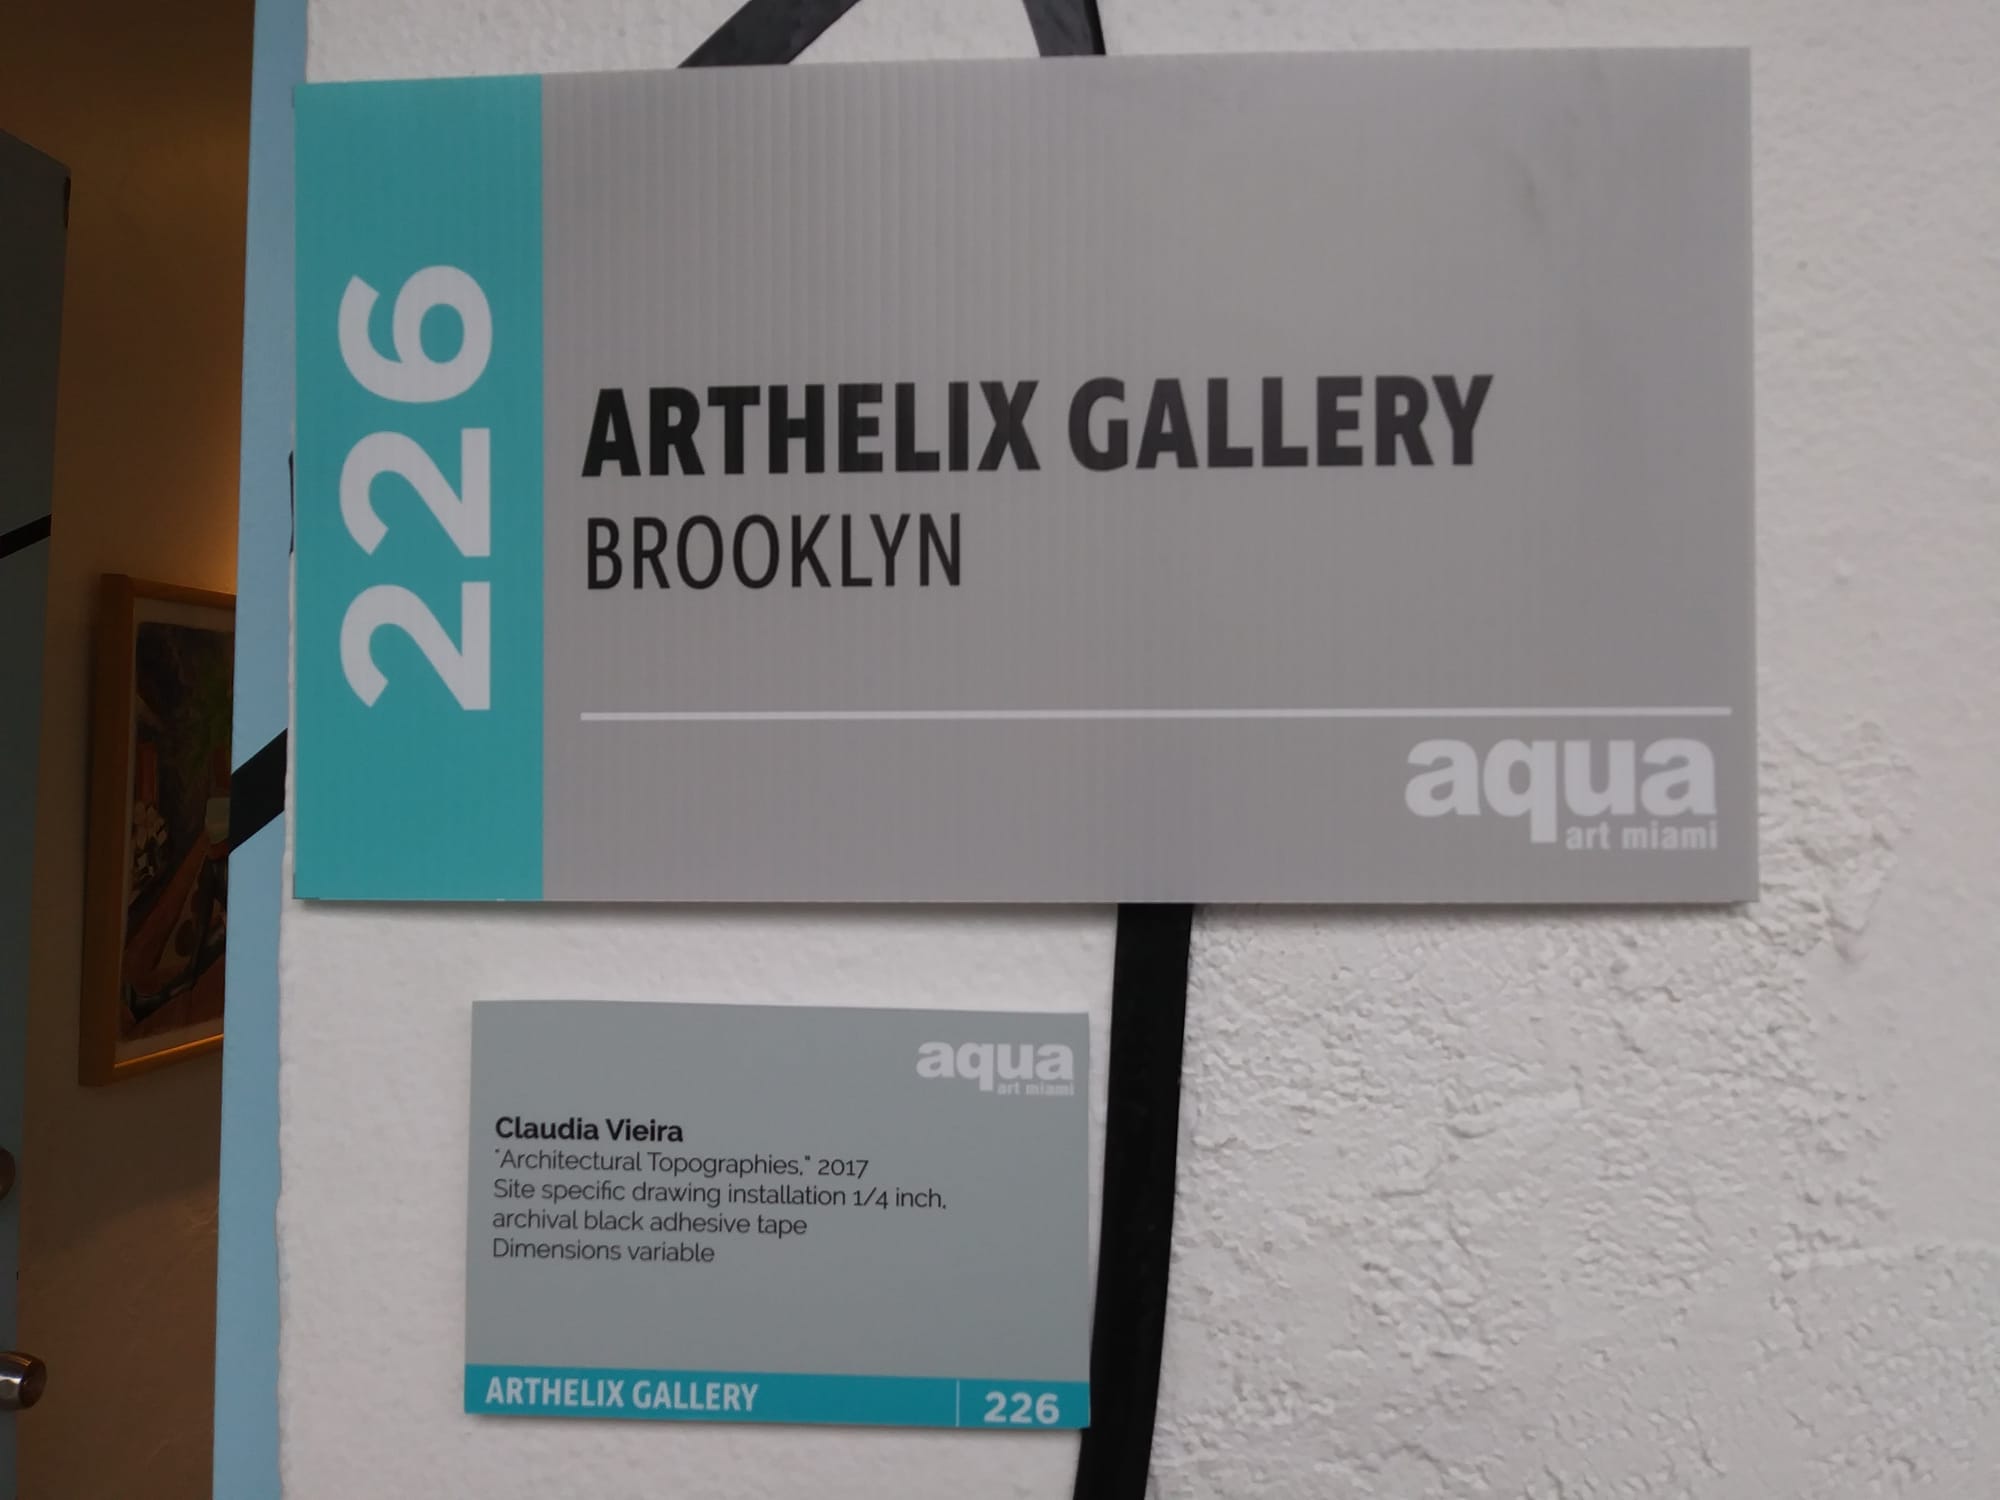 226
ARTHELIX GALLERY
BROOKLYN
aqua
art miami
aqua
art miami
Claudia Vieira
"Architectural Topographies," 2017
Site specific drawing installation 1/4 inch,
archival black adhesive tape
Dimensions variable
ARTHELIX GALLERY | 226